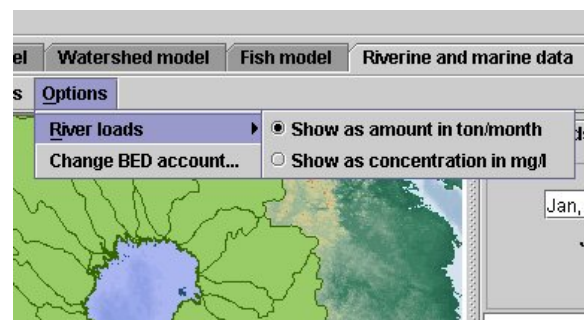 el Watershed model Fish model Riverine and marine data
s Options
River loads Show as amount in ton/month
Change BED account... Show as concentration in mg/l
Jan,